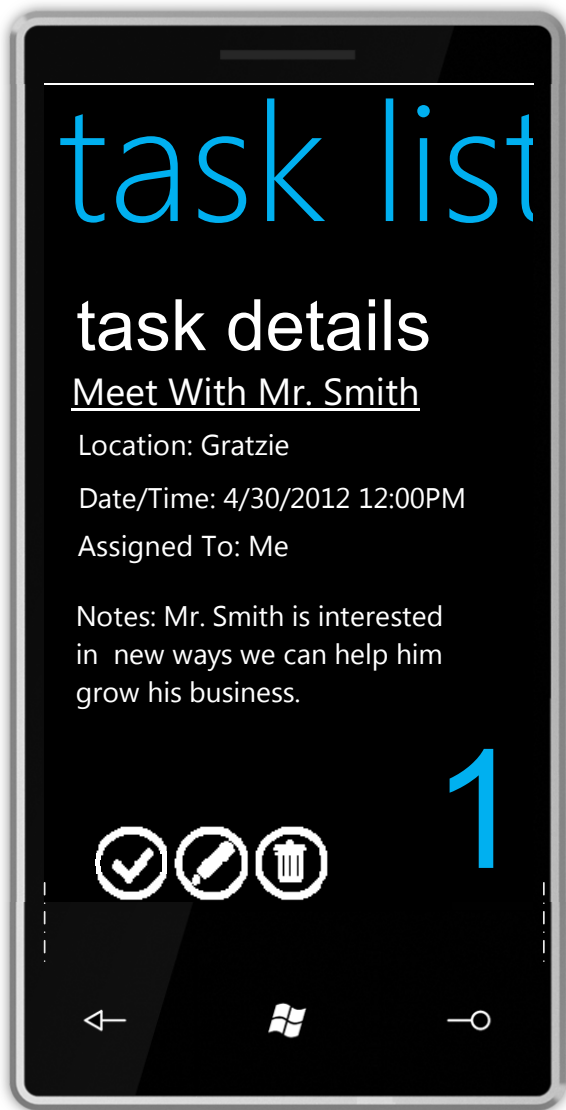 task list
task details
Meet With Mr. Smith
Location: Gratzie
Date/Time: 4/30/2012 12:00PM
Assigned To: Me
Notes: Mr. Smith is interested
in  new ways we can help him
grow his business.
1